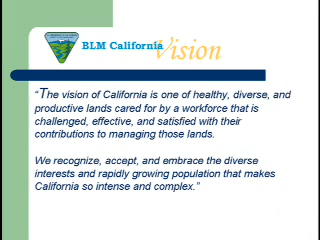 BLM California Vision
“The vision of California is one of healthy, diverse, and
productive lands cared for by a workforce that is
challenged, effective, and satisfied with their
contributions to managing those lands.
We recognize, accept, and embrace the diverse
interests and rapidly growing population that makes
California so intense and complex.”